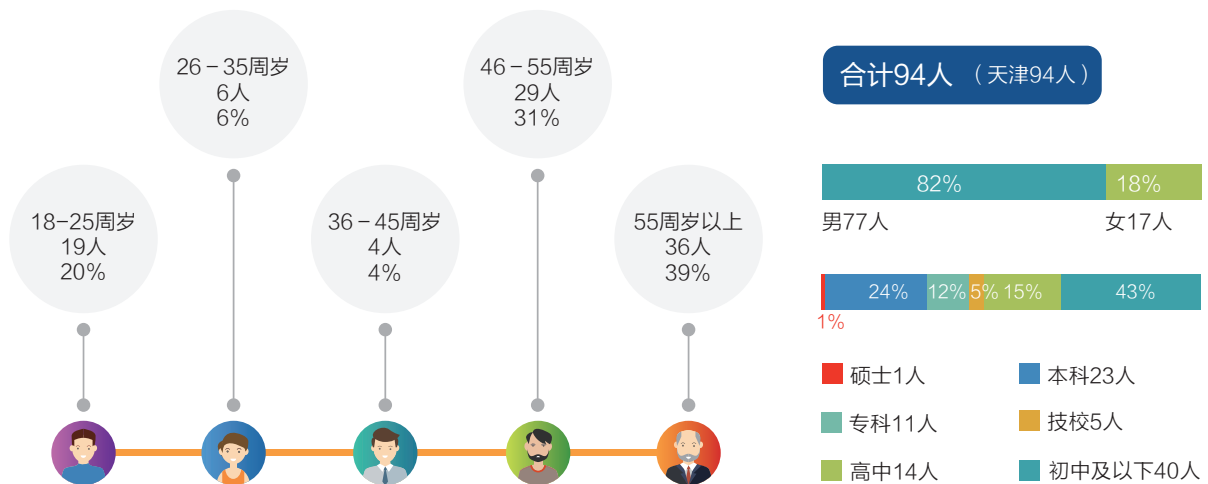 18-25周岁
19人
20%
26-35周岁
6人
6%
36-45周岁
4人
4%
46-55周岁
29人
31%
55周岁以上
36人
39%
合计94人 （天津94人）
82% 18%
男77人 女17人
24% 12% 5% 15% 43%
1%
硕士1人 本科23人
专科11人 技校5人
高中14人 初中及以下40人